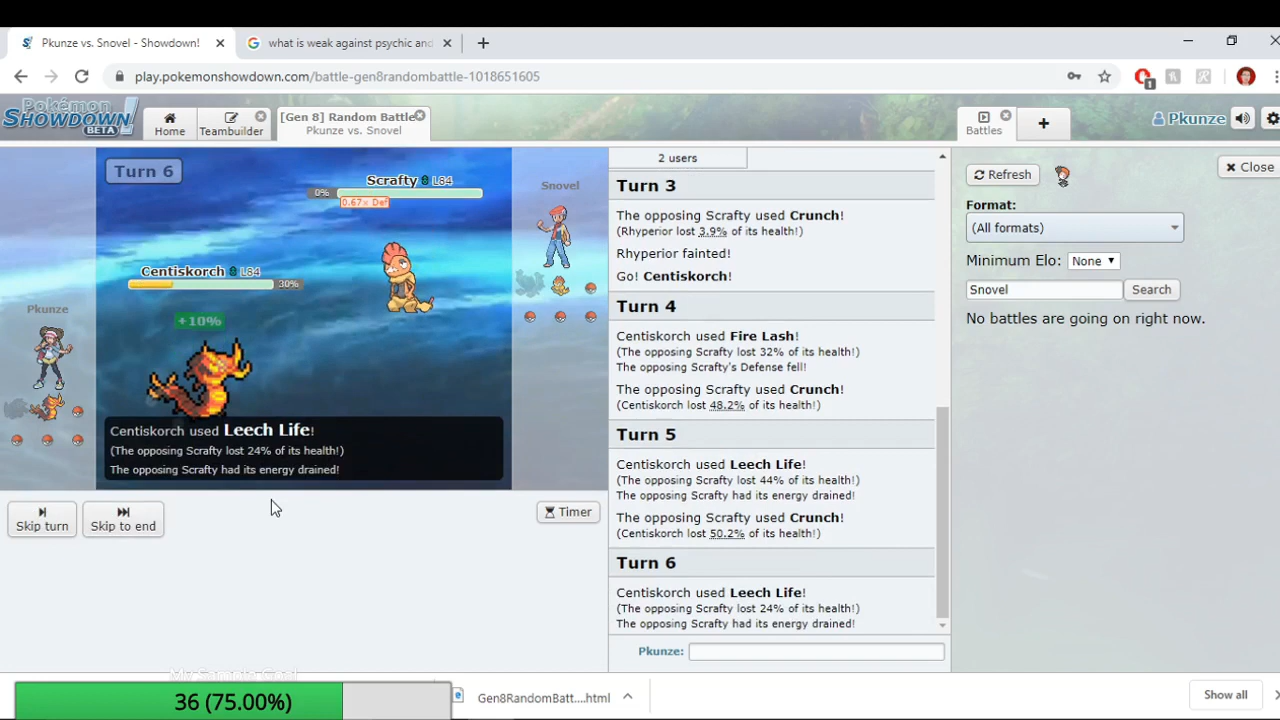 Pkunze vs. Snovel - Showdown!
what is weak against psychic and
play.pokemonshowdown.com/battle-gen8randombattle-1018651605
1
Pokémon
SHOWDOWN!
BETA
Home
Teambuilder
[Gen 8] Random Battle
Pkunze vs. Snovel
Battles
Pkunze
Turn 6
Scrafty L84
0%
0.67× Def
Snovel
Centiskorch L84
30%
Pkunze
+10%
Centiskorch used Leech Life!
(The opposing Scrafty lost 24% of its health!)
The opposing Scrafty had its energy drained!
Skip turn
Skip to end
Timer
2 users
Turn 3
The opposing Scrafty used Crunch!
(Rhyperior lost 3.9% of its health!)
Rhyperior fainted!
Go! Centiskorch!
Turn 4
Centiskorch used Fire Lash!
(The opposing Scrafty lost 32% of its health!)
The opposing Scrafty's Defense fell!
The opposing Scrafty used Crunch!
(Centiskorch lost 48.2% of its health!)
Turn 5
Centiskorch used Leech Life!
(The opposing Scrafty lost 44% of its health!)
The opposing Scrafty had its energy drained!
The opposing Scrafty used Crunch!
(Centiskorch lost 50.2% of its health!)
Turn 6
Centiskorch used Leech Life!
(The opposing Scrafty lost 24% of its health!)
The opposing Scrafty had its energy drained!
Pkunze:
Refresh
Close
Format:
(All formats)
Minimum Elo: None
Snovel
Search
No battles are going on right now.
My Sample Goal
36 (75.00%)
Gen8RandomBatt....html
Show all